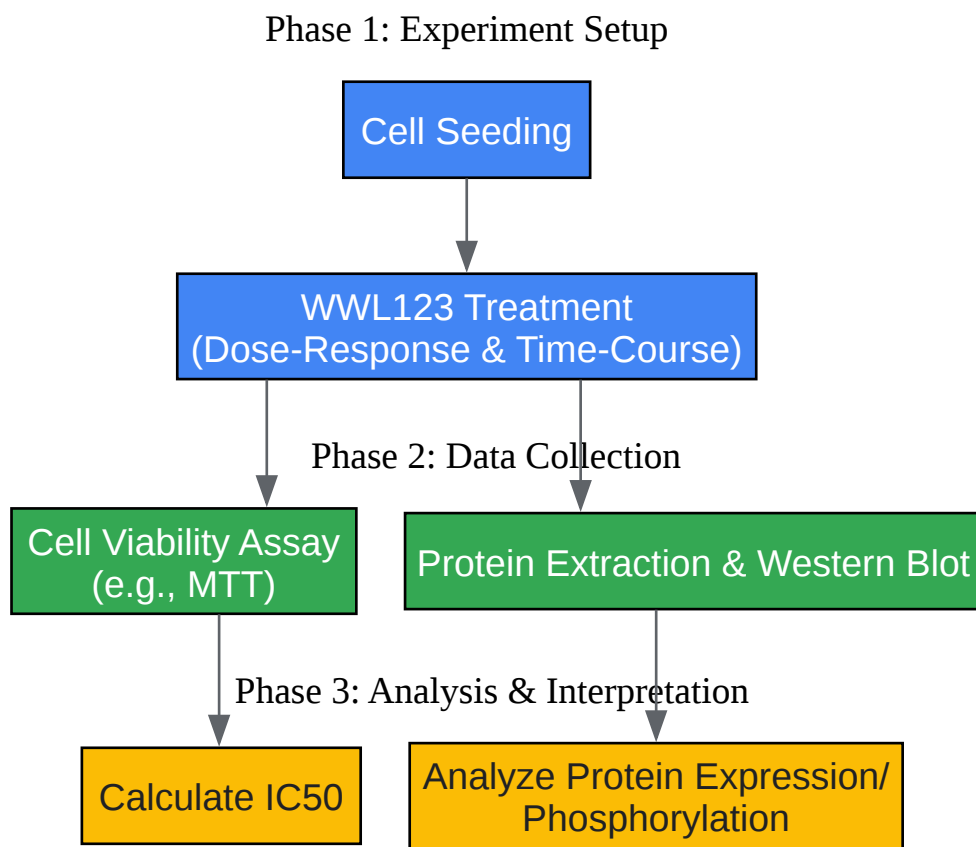 Phase 1: Experiment Setup
Cell Seeding
WWL123 Treatment
(Dose-Response & Time-Course)
Phase 2: Data Collection
Cell Viability Assay
(e.g., MTT)
Protein Extraction & Western Blot
Phase 3: Analysis & Interpretation
Calculate IC50
Analyze Protein Expression/
Phosphorylation